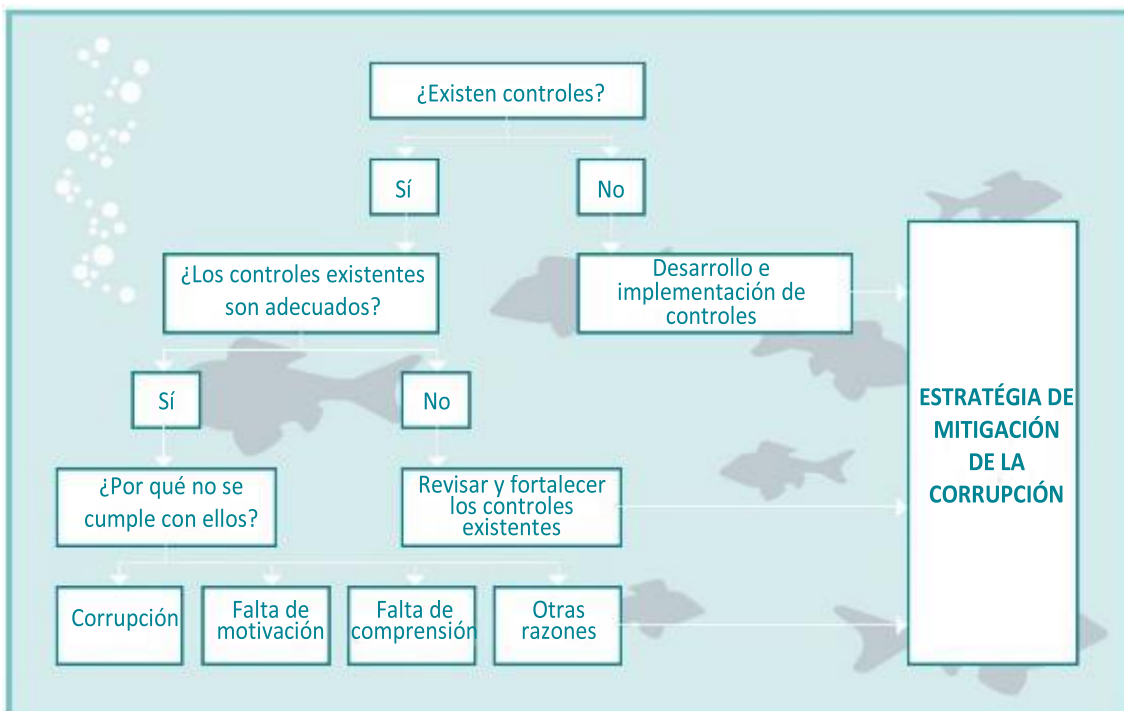 ¿Existen controles?
Sí
No
¿Los controles existentes
son adecuados?
Desarrollo e
implementación de
controles
Sí
No
¿Por qué no se
cumple con ellos?
Revisar y fortalecer
los controles
existentes
Corrupción
Falta de
motivación
Falta de
comprensión
Otras
razones
ESTRATÉGIA DE
MITIGACIÓN
DE LA
CORRUPCIÓN